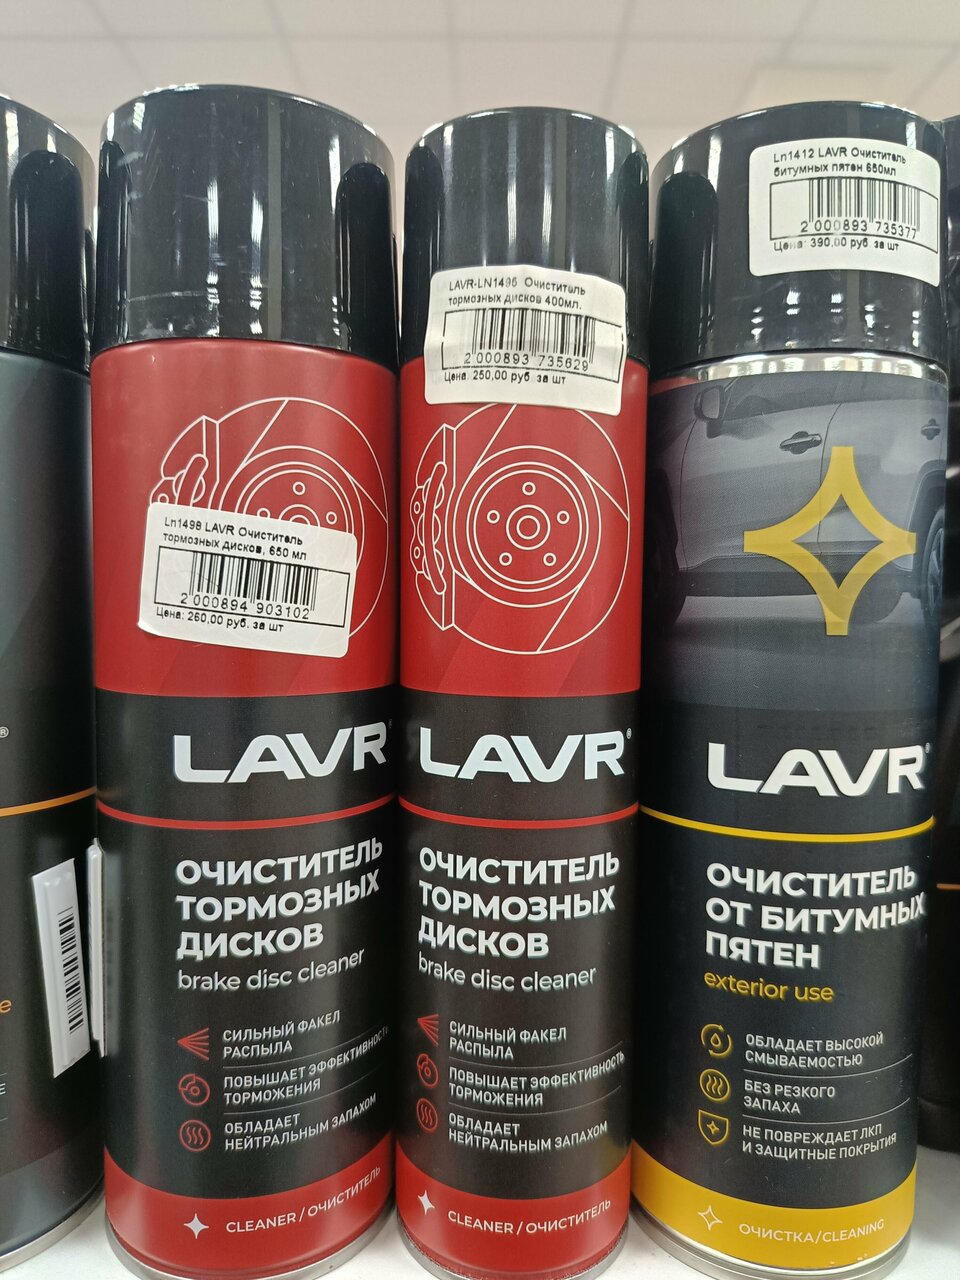 Ln1498 LAVR Очиститель
тормозных дисков, 650 мл
2 000894 903102
Цена: 250,00 руб. за шт
LAVR
ОЧИСТИТЕЛЬ
ТОРМОЗНЫХ
ДИСКОВ
brake disc cleaner
СИЛЬНЫЙ ФАКЕЛ
РАСПЫЛА
ПОВЫШАЕТ ЭФФЕКТИВНОСТЬ
ТОРМОЖЕНИЯ
ОБЛАДАЕТ
НЕЙТРАЛЬНЫМ ЗАПАХОМ
CLEANER / ОЧИСТИТЕЛЬ
LAVR-LN1495 Очиститель
тормозных дисков 400мл.
2 000893 735629
Цена: 250,00 руб. за шт
LAVR®
ОЧИСТИТЕЛЬ
ТОРМОЗНЫХ
ДИСКОВ
brake disc cleaner
СИЛЬНЫЙ ФАКЕЛ
РАСПЫЛА
ПОВЫШАЕТ ЭФФЕКТИВНОСТЬ
ТОРМОЖЕНИЯ
ОБЛАДАЕТ
НЕЙТРАЛЬНЫМ ЗАПАХОМ
CLEANER / ОЧИСТИТЕЛЬ
Ln1412 LAVR Очиститель
битумных пятен 650мл
2 000893 735377
Цена: 390,00 руб. за шт
LAVR®
ОЧИСТИТЕЛЬ
ОТ БИТУМНЫХ
ПЯТЕН
exterior use
ОБЛАДАЕТ ВЫСОКОЙ
СМЫВАЕМОСТЬЮ
БЕЗ РЕЗКОГО
ЗАПАХА
НЕ ПОВРЕЖДАЕТ ЛКП
И ЗАЩИТНЫЕ ПОКРЫТИЯ
ОЧИСТКА/CLEANING